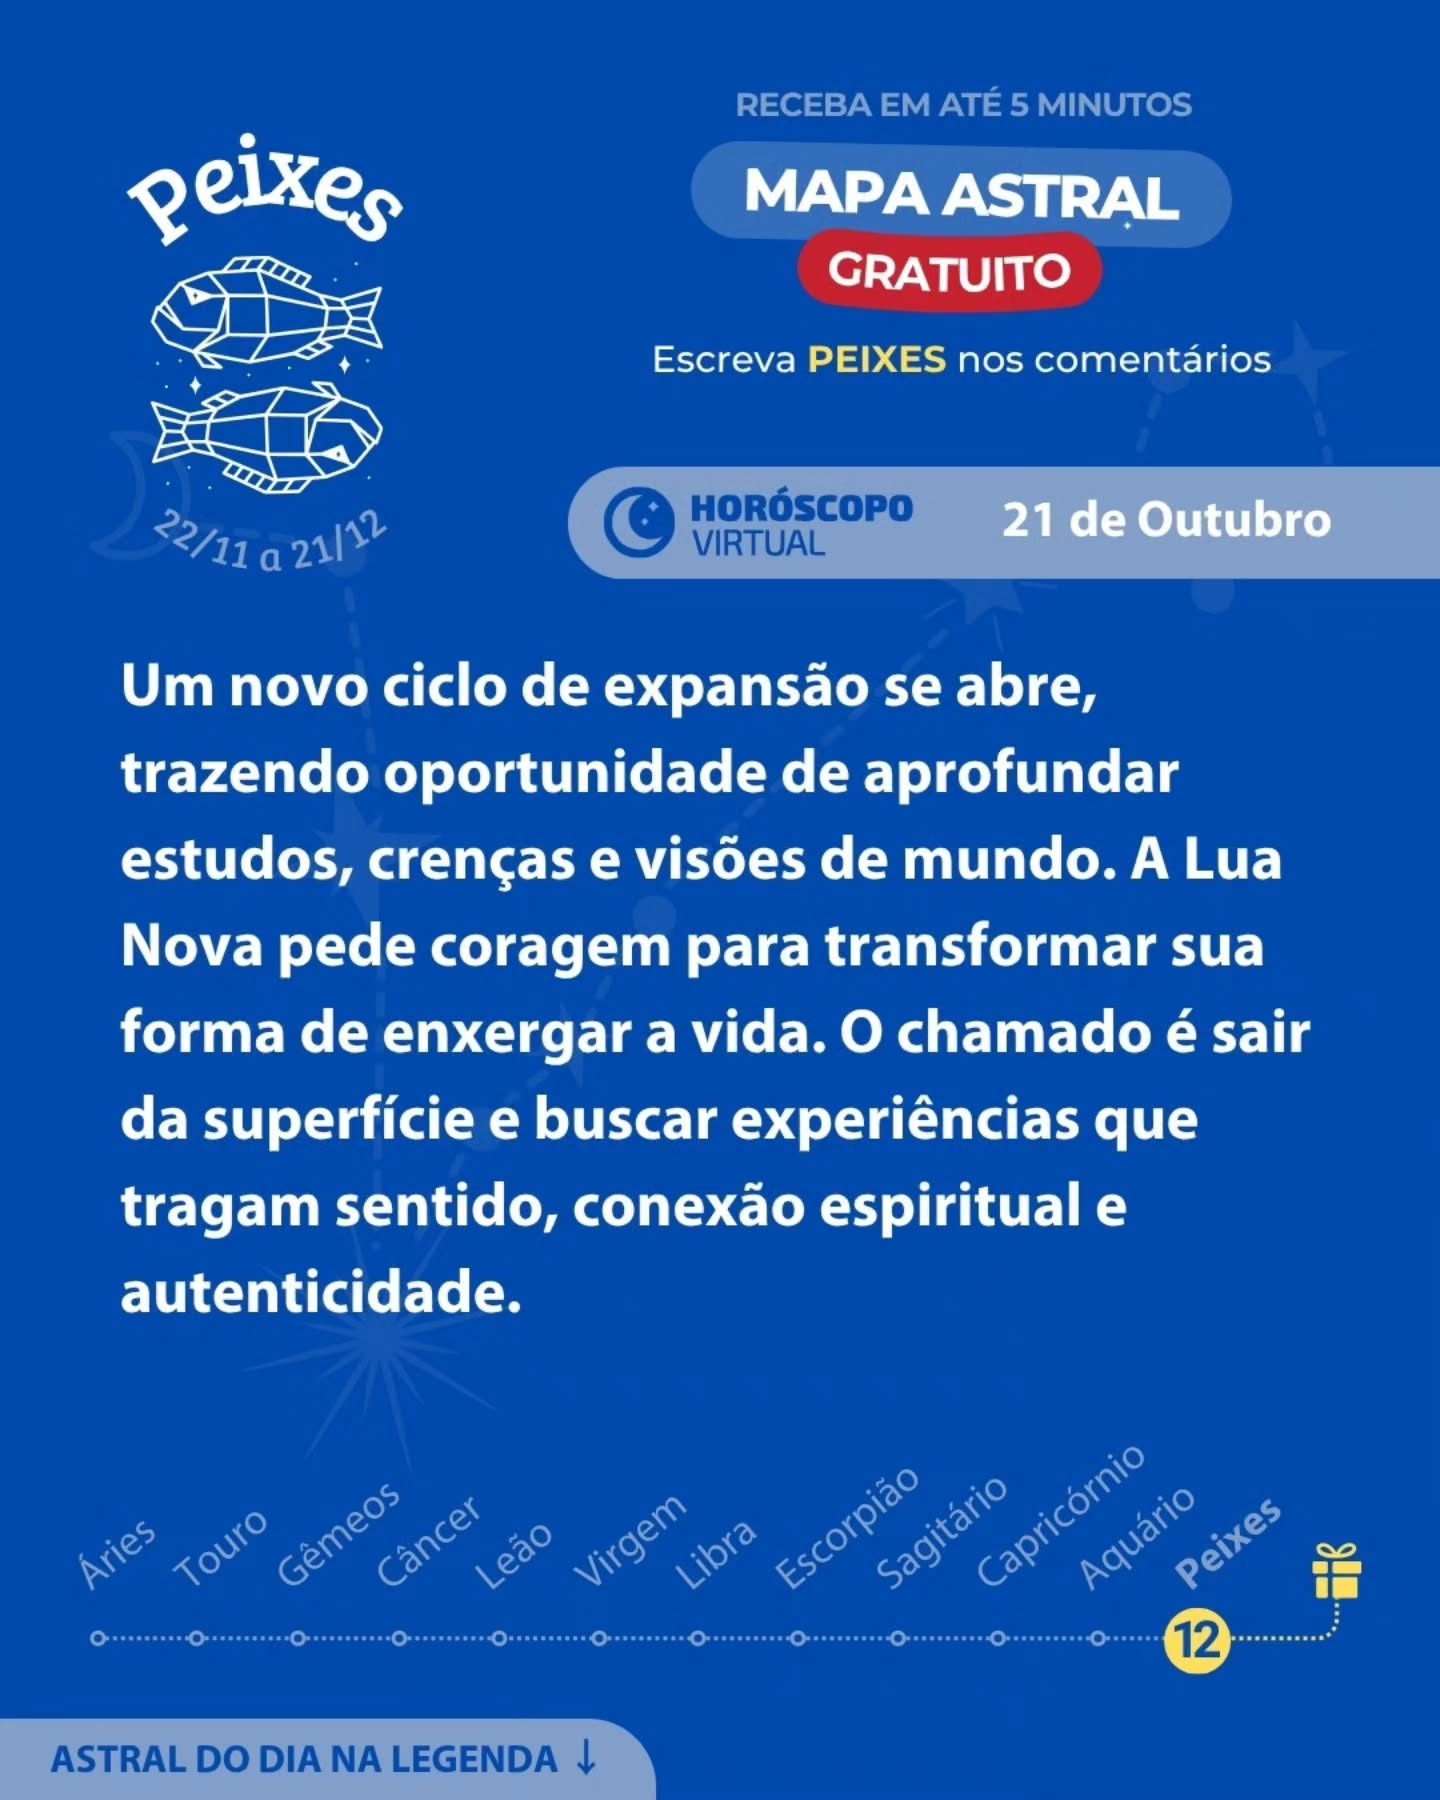 Peixes
22/11 a 21/12
RECEBA EM ATÉ 5 MINUTOS
MAPA ASTRAL
GRATUITO
Escreva PEIXES nos comentários
HORÓSCOPO
VIRTUAL
21 de Outubro
Um novo ciclo de expansão se abre,
trazendo oportunidade de aprofundar
estudos, crenças e visões de mundo. A Lua
Nova pede coragem para transformar sua
forma de enxergar a vida. O chamado é sair
da superfície e buscar experiências que
tragam sentido, conexão espiritual e
autenticidade.
Áries Touro Gêmeos Câncer Leão Virgem Libra Escorpião Sagitário Capricórnio Aquário Peixes
12
ASTRAL DO DIA NA LEGENDA ↓